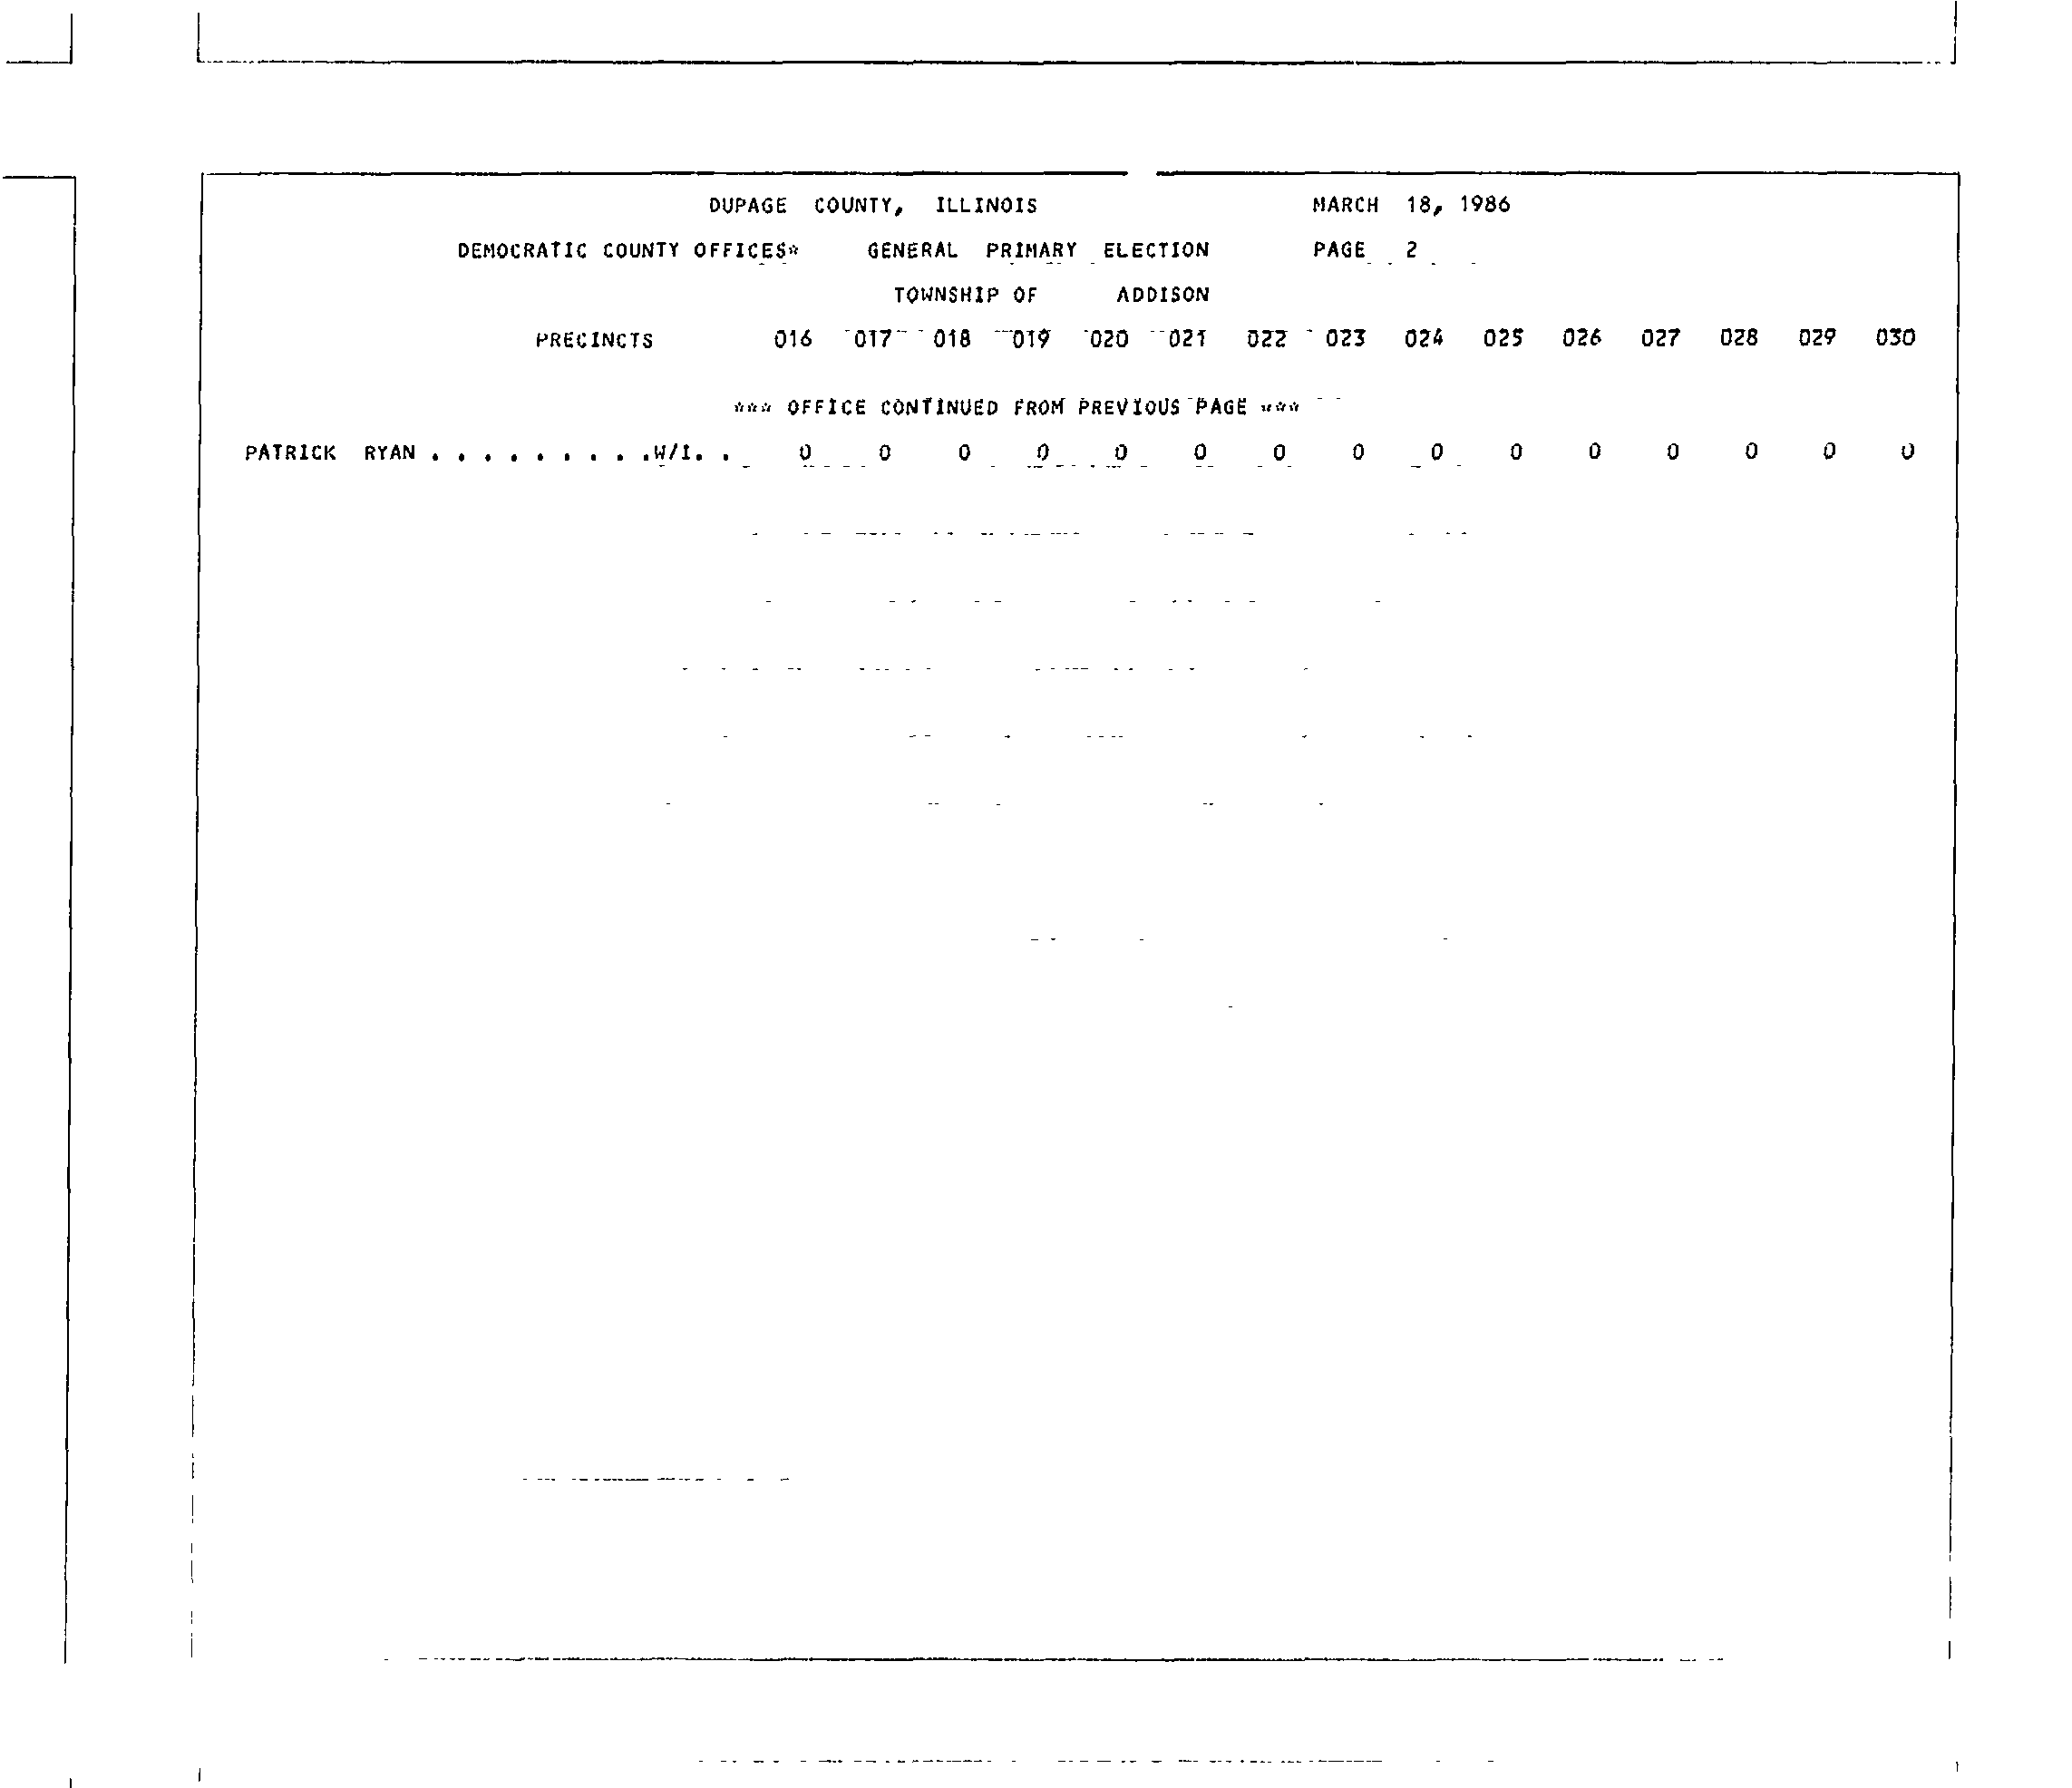 DUPAGE COUNTY, ILLINOIS MARCH 18, 1986
DEMOCRATIC COUNTY OFFICES* GENERAL PRIMARY ELECTION PAGE 2
TOWNSHIP OF ADDISON
PRECINCTS 016 017 018 019 020 021 022 023 024 025 026 027 028 029 030
*** OFFICE CONTINUED FROM PREVIOUS PAGE ***
PATRICK RYAN . . . . . . . . .W/I. . 0 0 0 0 0 0 0 0 0 0 0 0 0 0 0